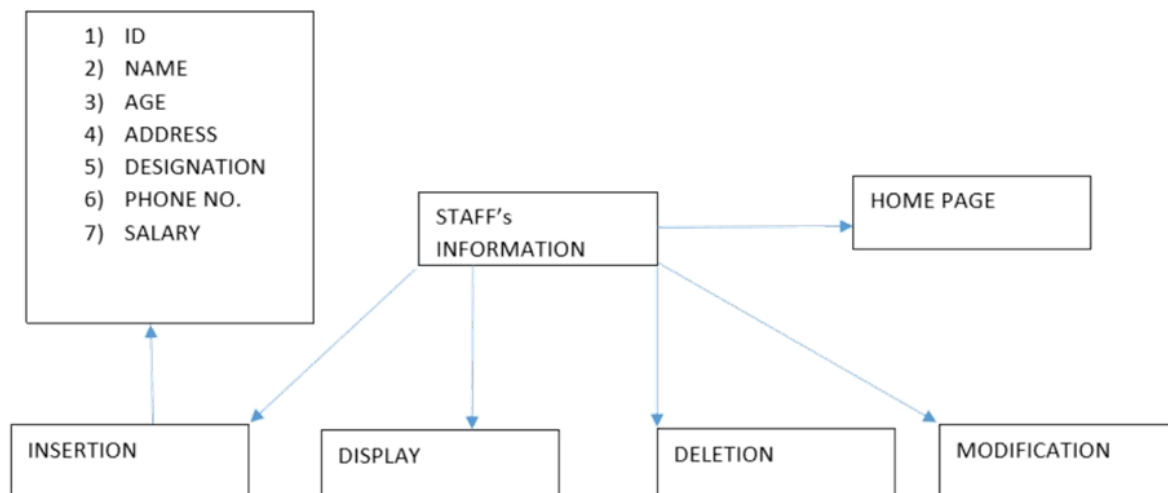 1) ID
2) NAME
3) AGE
4) ADDRESS
5) DESIGNATION
6) PHONE NO.
7) SALARY
STAFF's
INFORMATION
HOME PAGE
INSERTION
DISPLAY
DELETION
MODIFICATION